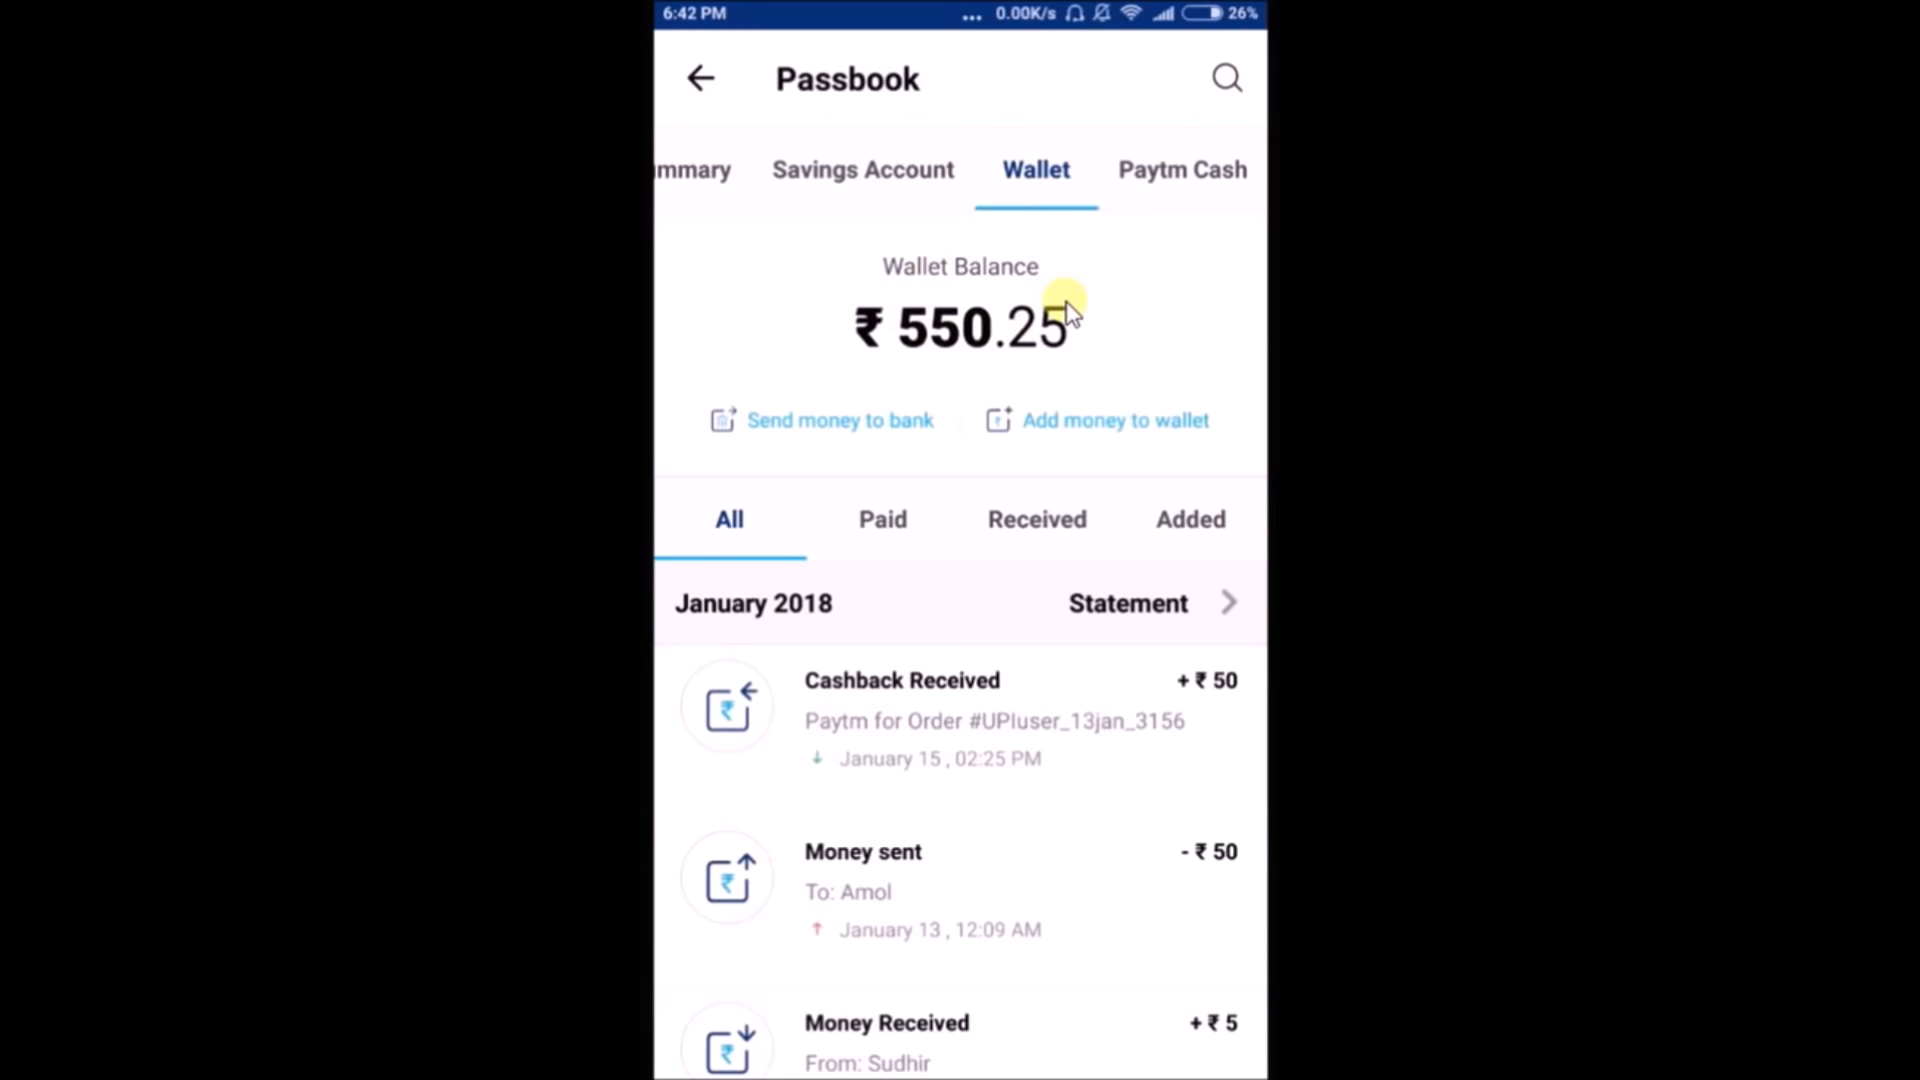 6:42 PM ... 0.00K/s 26%
Passbook
mmary Savings Account Wallet Paytm Cash
Wallet Balance
₹ 550.25
Send money to bank Add money to wallet
All Paid Received Added
January 2018 Statement
Cashback Received + ₹ 50
Paytm for Order #UPIuser_13jan_3156
January 15 , 02:25 PM
Money sent - ₹ 50
To: Amol
January 13 , 12:09 AM
Money Received + ₹ 5
From: Sudhir